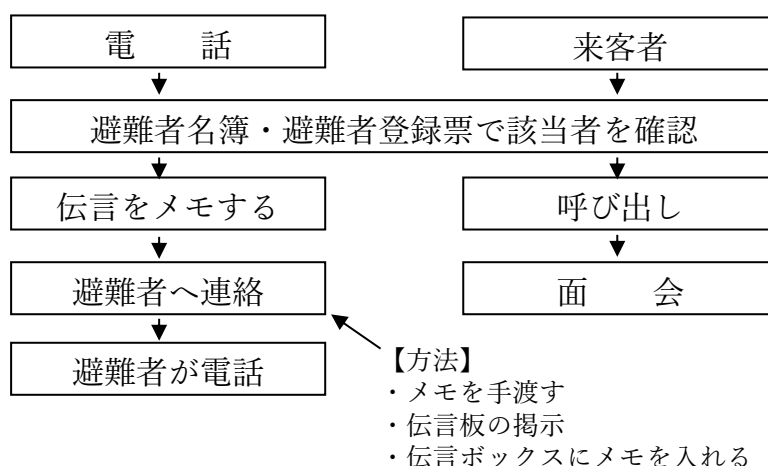 電　　話
来客者
避難者名簿・避難者登録票で該当者を確認
伝言をメモする
呼び出し
避難者へ連絡
面　　会
避難者が電話
【方法】
・メモを手渡す
・伝言板の掲示
・伝言ボックスにメモを入れる